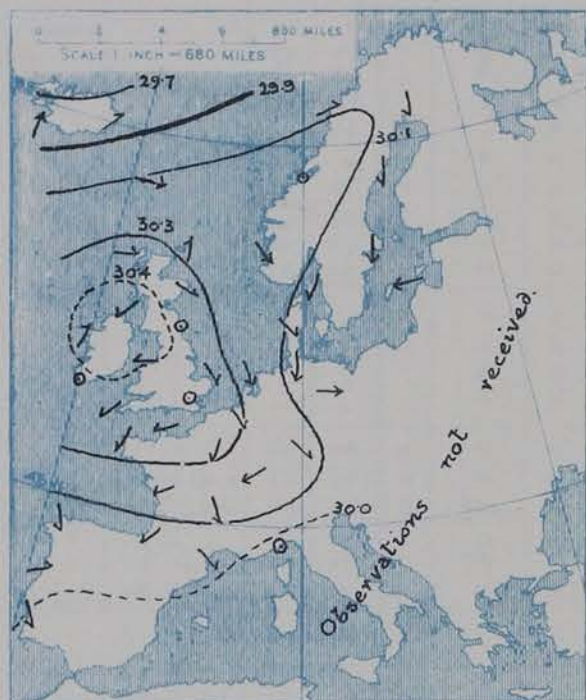 0 2 4 6 800 MILES
SCALE 1 INCH = 680 MILES
29.7
29.9
30.1
30.3
30.4
30.0
Observations not received.